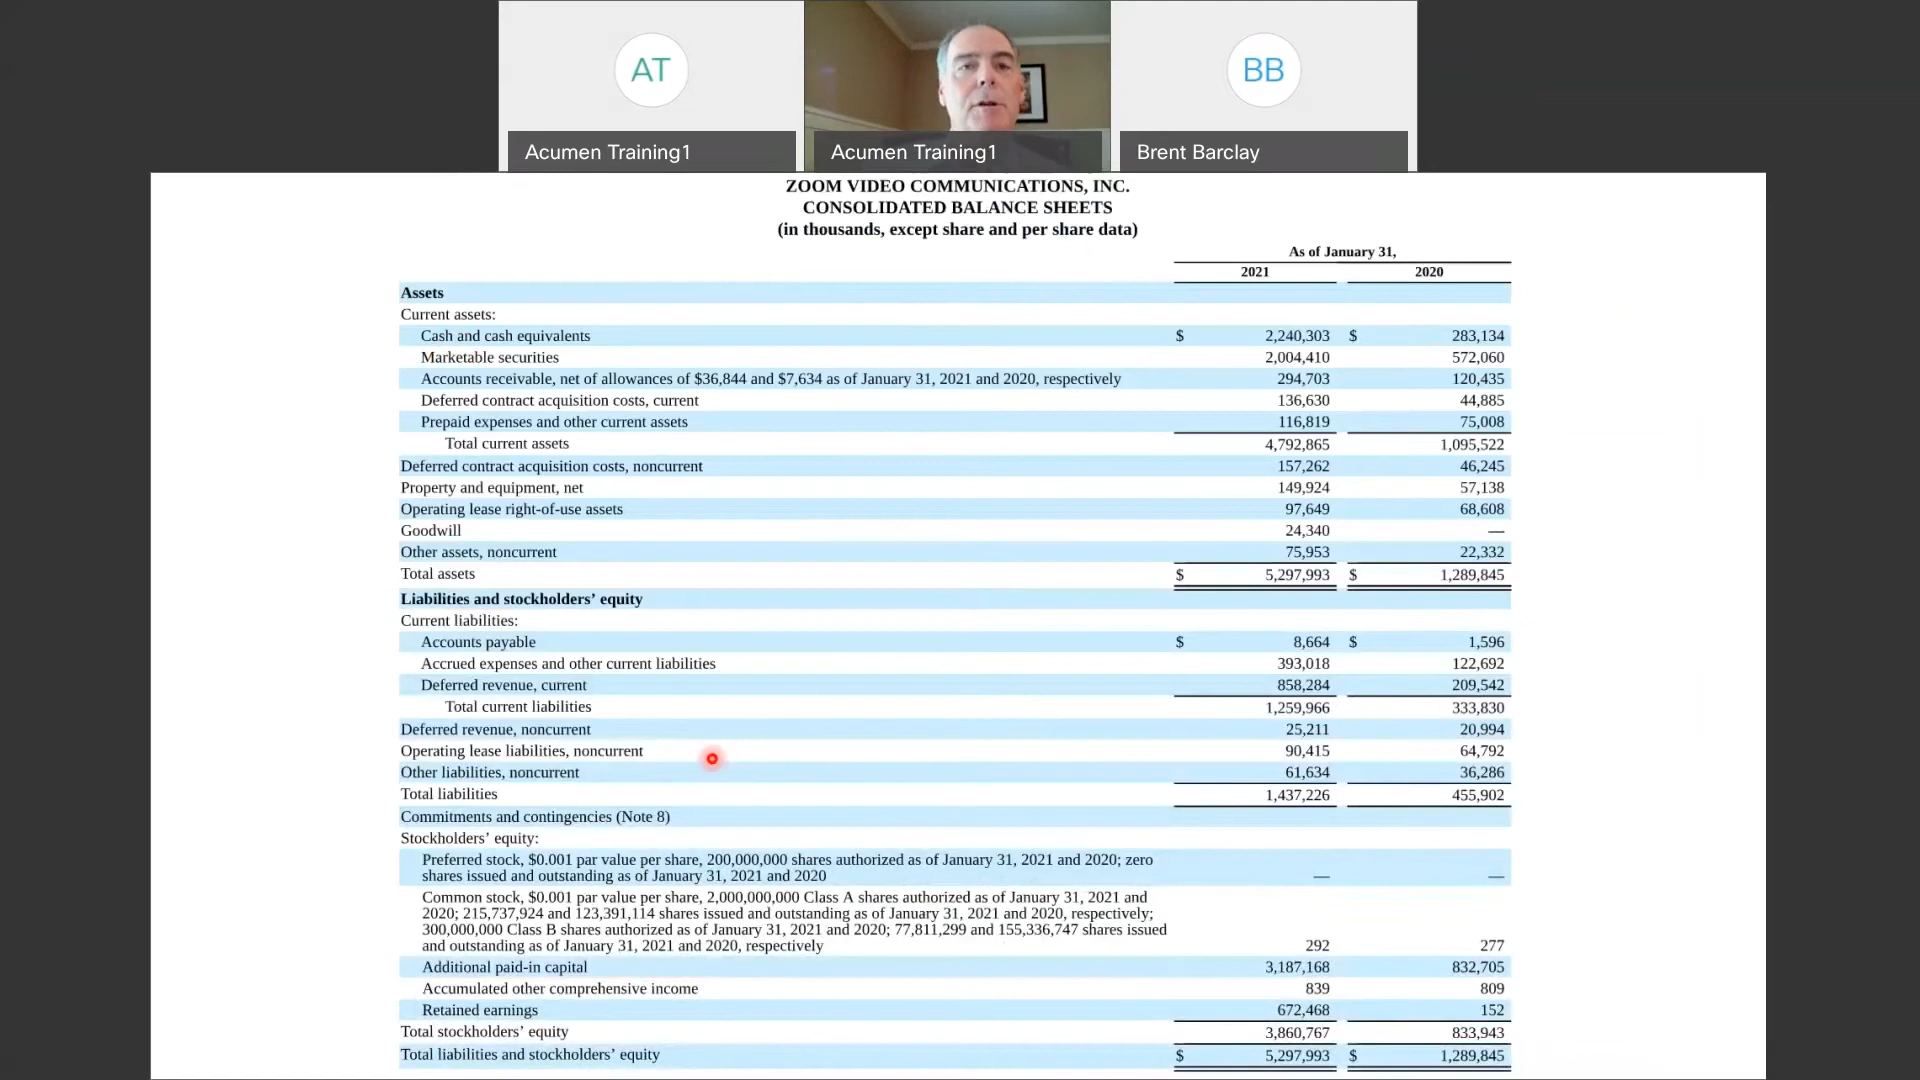 AT
BB
Acumen Training1
Acumen Training1
Brent Barclay
ZOOM VIDEO COMMUNICATIONS, INC.
CONSOLIDATED BALANCE SHEETS
(in thousands, except share and per share data)
As of January 31,
2021 2020
Assets
Current assets:
Cash and cash equivalents $ 2,240,303 $ 283,134
Marketable securities 2,004,410 572,060
Accounts receivable, net of allowances of $36,844 and $7,634 as of January 31, 2021 and 2020, respectively 294,703 120,435
Deferred contract acquisition costs, current 136,630 44,885
Prepaid expenses and other current assets 116,819 75,008
Total current assets 4,792,865 1,095,522
Deferred contract acquisition costs, noncurrent 157,262 46,245
Property and equipment, net 149,924 57,138
Operating lease right-of-use assets 97,649 68,608
Goodwill 24,340 —
Other assets, noncurrent 75,953 22,332
Total assets $ 5,297,993 $ 1,289,845
Liabilities and stockholders’ equity
Current liabilities:
Accounts payable $ 8,664 $ 1,596
Accrued expenses and other current liabilities 393,018 122,692
Deferred revenue, current 858,284 209,542
Total current liabilities 1,259,966 333,830
Deferred revenue, noncurrent 25,211 20,994
Operating lease liabilities, noncurrent 90,415 64,792
Other liabilities, noncurrent 61,634 36,286
Total liabilities 1,437,226 455,902
Commitments and contingencies (Note 8)
Stockholders’ equity:
Preferred stock, $0.001 par value per share, 200,000,000 shares authorized as of January 31, 2021 and 2020; zero
shares issued and outstanding as of January 31, 2021 and 2020 — —
Common stock, $0.001 par value per share, 2,000,000,000 Class A shares authorized as of January 31, 2021 and
2020; 215,737,924 and 123,391,114 shares issued and outstanding as of January 31, 2021 and 2020, respectively;
300,000,000 Class B shares authorized as of January 31, 2021 and 2020; 77,811,299 and 155,336,747 shares issued
and outstanding as of January 31, 2021 and 2020, respectively 292 277
Additional paid-in capital 3,187,168 832,705
Accumulated other comprehensive income 839 809
Retained earnings 672,468 152
Total stockholders’ equity 3,860,767 833,943
Total liabilities and stockholders’ equity $ 5,297,993 $ 1,289,845